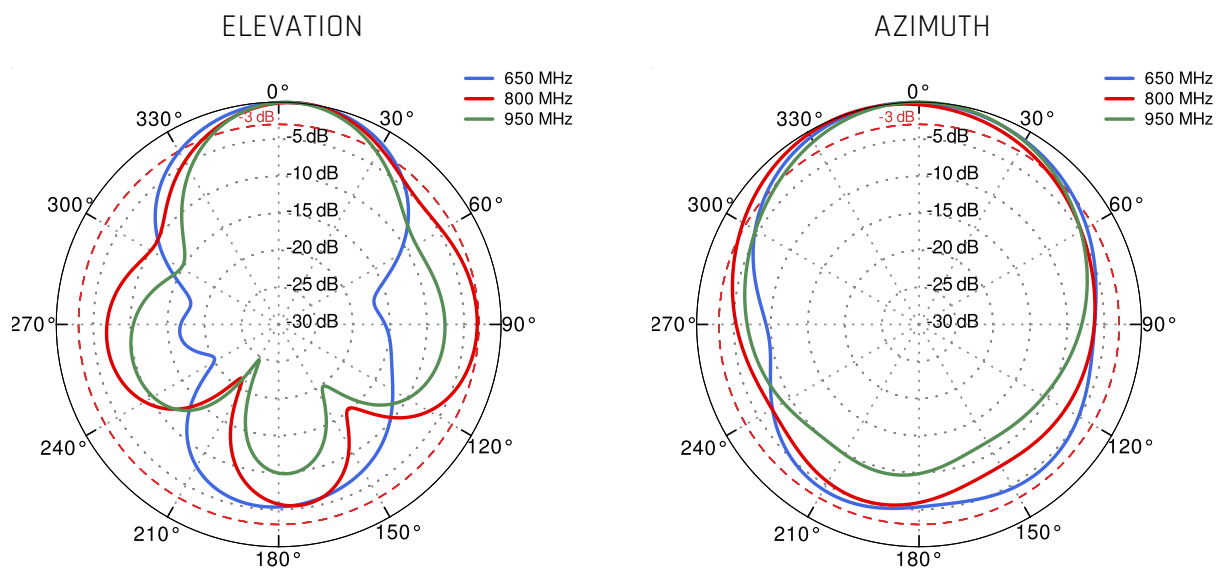 ELEVATION
650 MHz
800 MHz
950 MHz
0°
330°
-3 dB
30°
-5 dB
-10 dB
300°
60°
-15 dB
-20 dB
-25 dB
270°
-30 dB
90°
240°
120°
210°
150°
180°
AZIMUTH
650 MHz
800 MHz
950 MHz
0°
330°
-3 dB
30°
-5 dB
-10 dB
300°
60°
-15 dB
-20 dB
-25 dB
270°
-30 dB
90°
240°
120°
210°
150°
180°